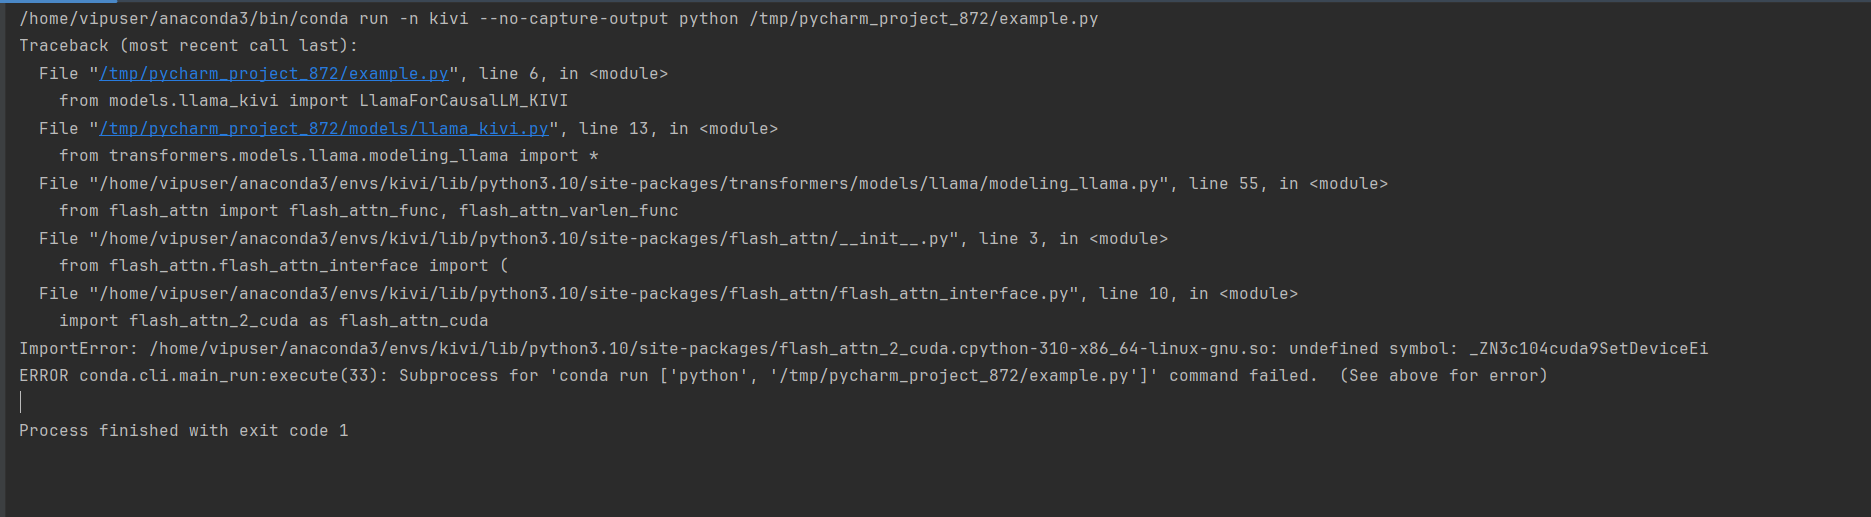 /home/vipuser/anaconda3/bin/conda run -n kivi --no-capture-output python /tmp/pycharm_project_872/example.py
Traceback (most recent call last):
  File "/tmp/pycharm_project_872/example.py", line 6, in <module>
    from models.llama_kivi import LlamaForCausalLM_KIVI
  File "/tmp/pycharm_project_872/models/llama_kivi.py", line 13, in <module>
    from transformers.models.llama.modeling_llama import *
  File "/home/vipuser/anaconda3/envs/kivi/lib/python3.10/site-packages/transformers/models/llama/modeling_llama.py", line 55, in <module>
    from flash_attn import flash_attn_func, flash_attn_varlen_func
  File "/home/vipuser/anaconda3/envs/kivi/lib/python3.10/site-packages/flash_attn/__init__.py", line 3, in <module>
    from flash_attn.flash_attn_interface import (
  File "/home/vipuser/anaconda3/envs/kivi/lib/python3.10/site-packages/flash_attn/flash_attn_interface.py", line 10, in <module>
    import flash_attn_2_cuda as flash_attn_cuda
ImportError: /home/vipuser/anaconda3/envs/kivi/lib/python3.10/site-packages/flash_attn_2_cuda.cpython-310-x86_64-linux-gnu.so: undefined symbol: _ZN3c104cuda9SetDeviceEi
ERROR conda.cli.main_run:execute(33): Subprocess for 'conda run ['python', '/tmp/pycharm_project_872/example.py']' command failed.  (See above for error)
Process finished with exit code 1